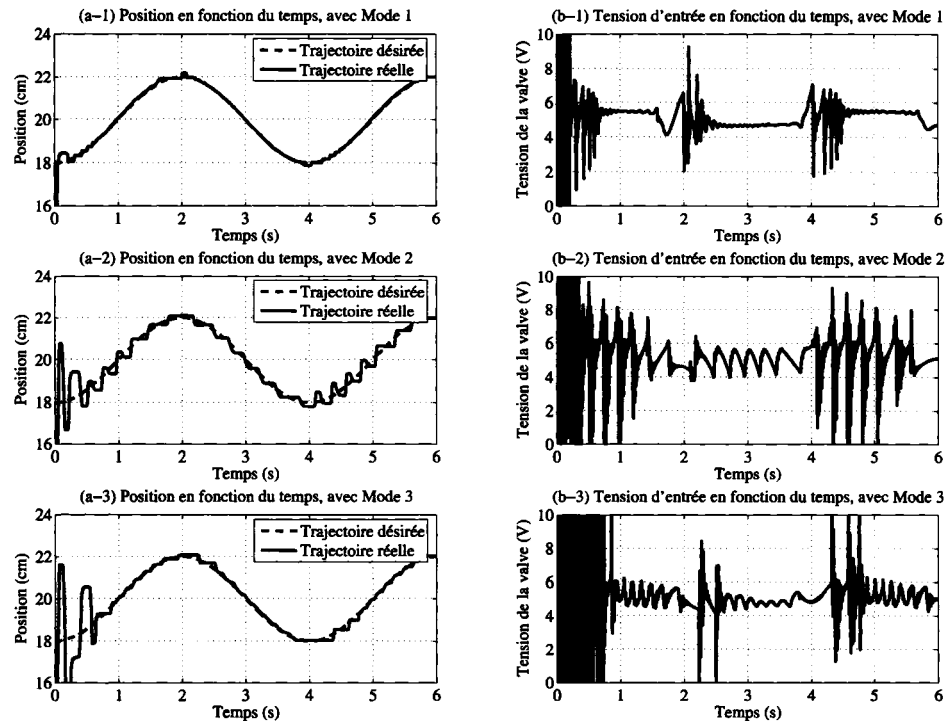 (a−1) Position en fonction du temps, avec Mode 1
24
22
20
18
16
Position (cm)
Trajectoire désirée
Trajectoire réelle
0 1 2 3 4 5 6
Temps (s)
(b−1) Tension d'entrée en fonction du temps, avec Mode 1
10
8
6
4
2
0
Tension de la valve (V)
0 1 2 3 4 5 6
Temps (s)
(a−2) Position en fonction du temps, avec Mode 2
24
22
20
18
16
Position (cm)
Trajectoire désirée
Trajectoire réelle
0 1 2 3 4 5 6
Temps (s)
(b−2) Tension d'entrée en fonction du temps, avec Mode 2
10
8
6
4
2
0
Tension de la valve (V)
0 1 2 3 4 5 6
Temps (s)
(a−3) Position en fonction du temps, avec Mode 3
24
22
20
18
16
Position (cm)
Trajectoire désirée
Trajectoire réelle
0 1 2 3 4 5 6
Temps (s)
(b−3) Tension d'entrée en fonction du temps, avec Mode 3
10
8
6
4
2
0
Tension de la valve (V)
0 1 2 3 4 5 6
Temps (s)